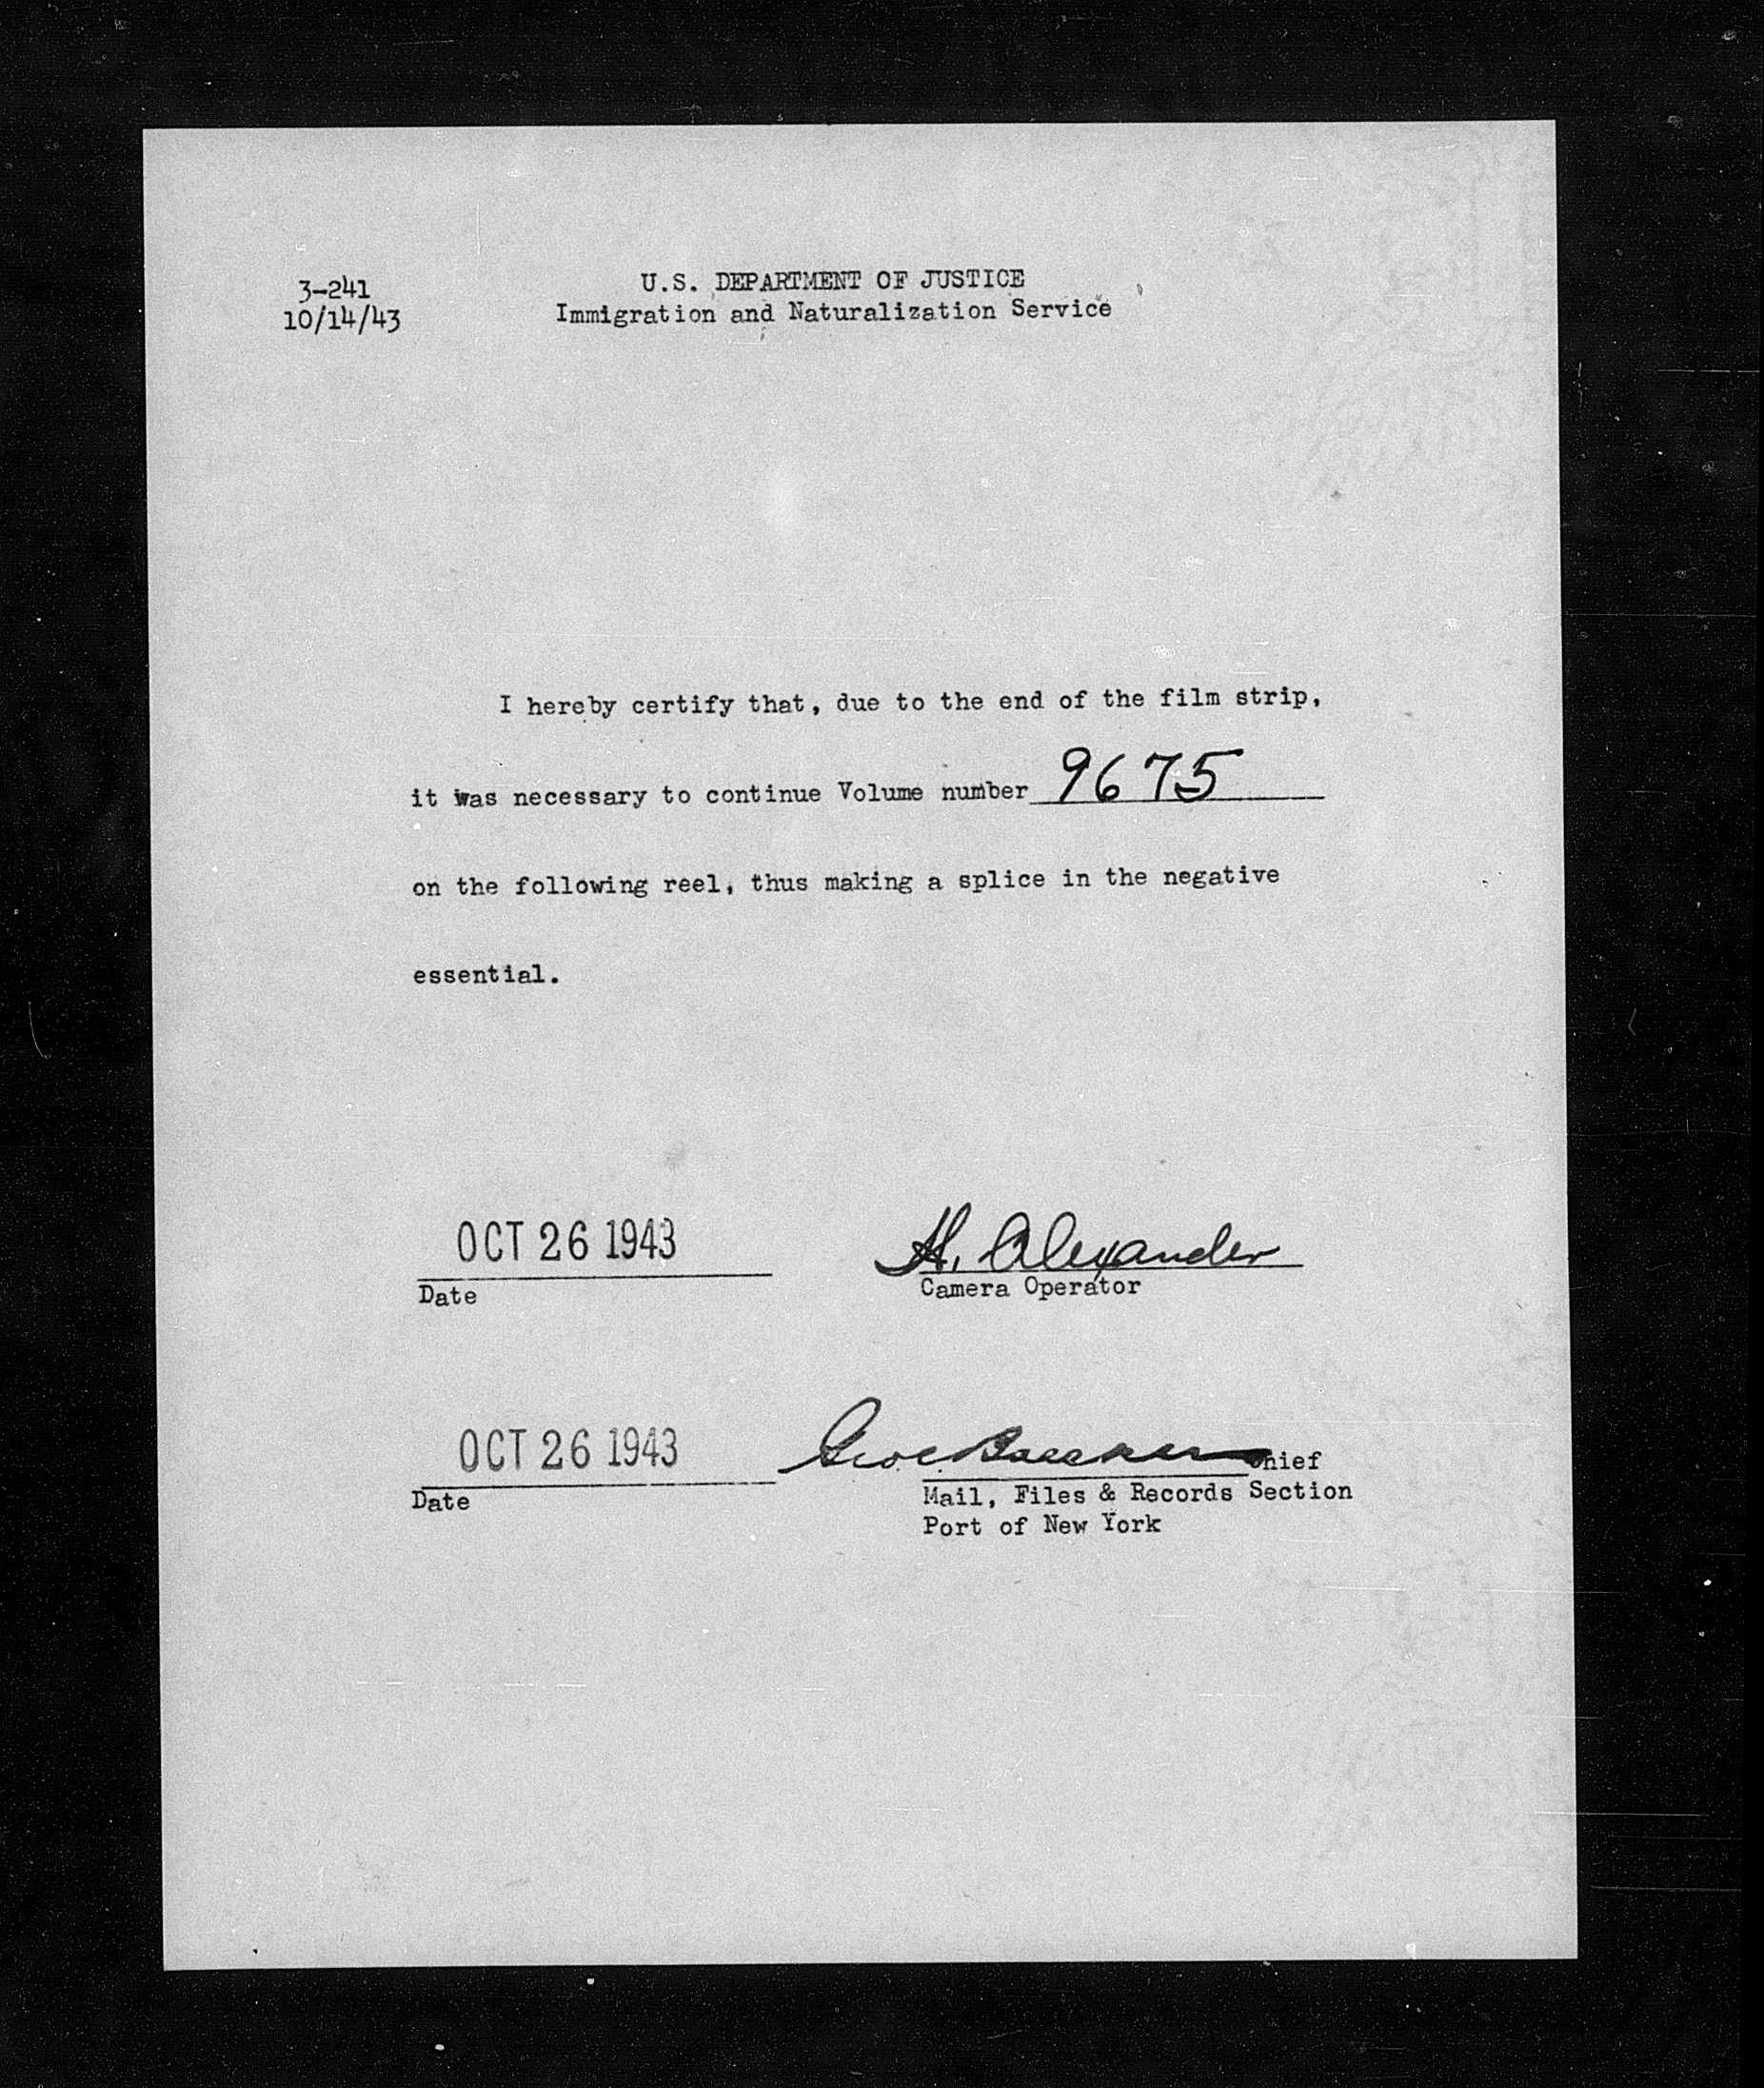 3-241
10/14/43
U.S. DEPARTMENT OF JUSTICE
Immigration and Naturalization Service
I hereby certify that, due to the end of the film strip,
it was necessary to continue Volume number 9675
on the following reel, thus making a splice in the negative
essential.
OCT 26 1943
Date
H. Alexander
Camera Operator
OCT 26 1943
Date
Chief
Mail, Files & Records Section
Port of New York